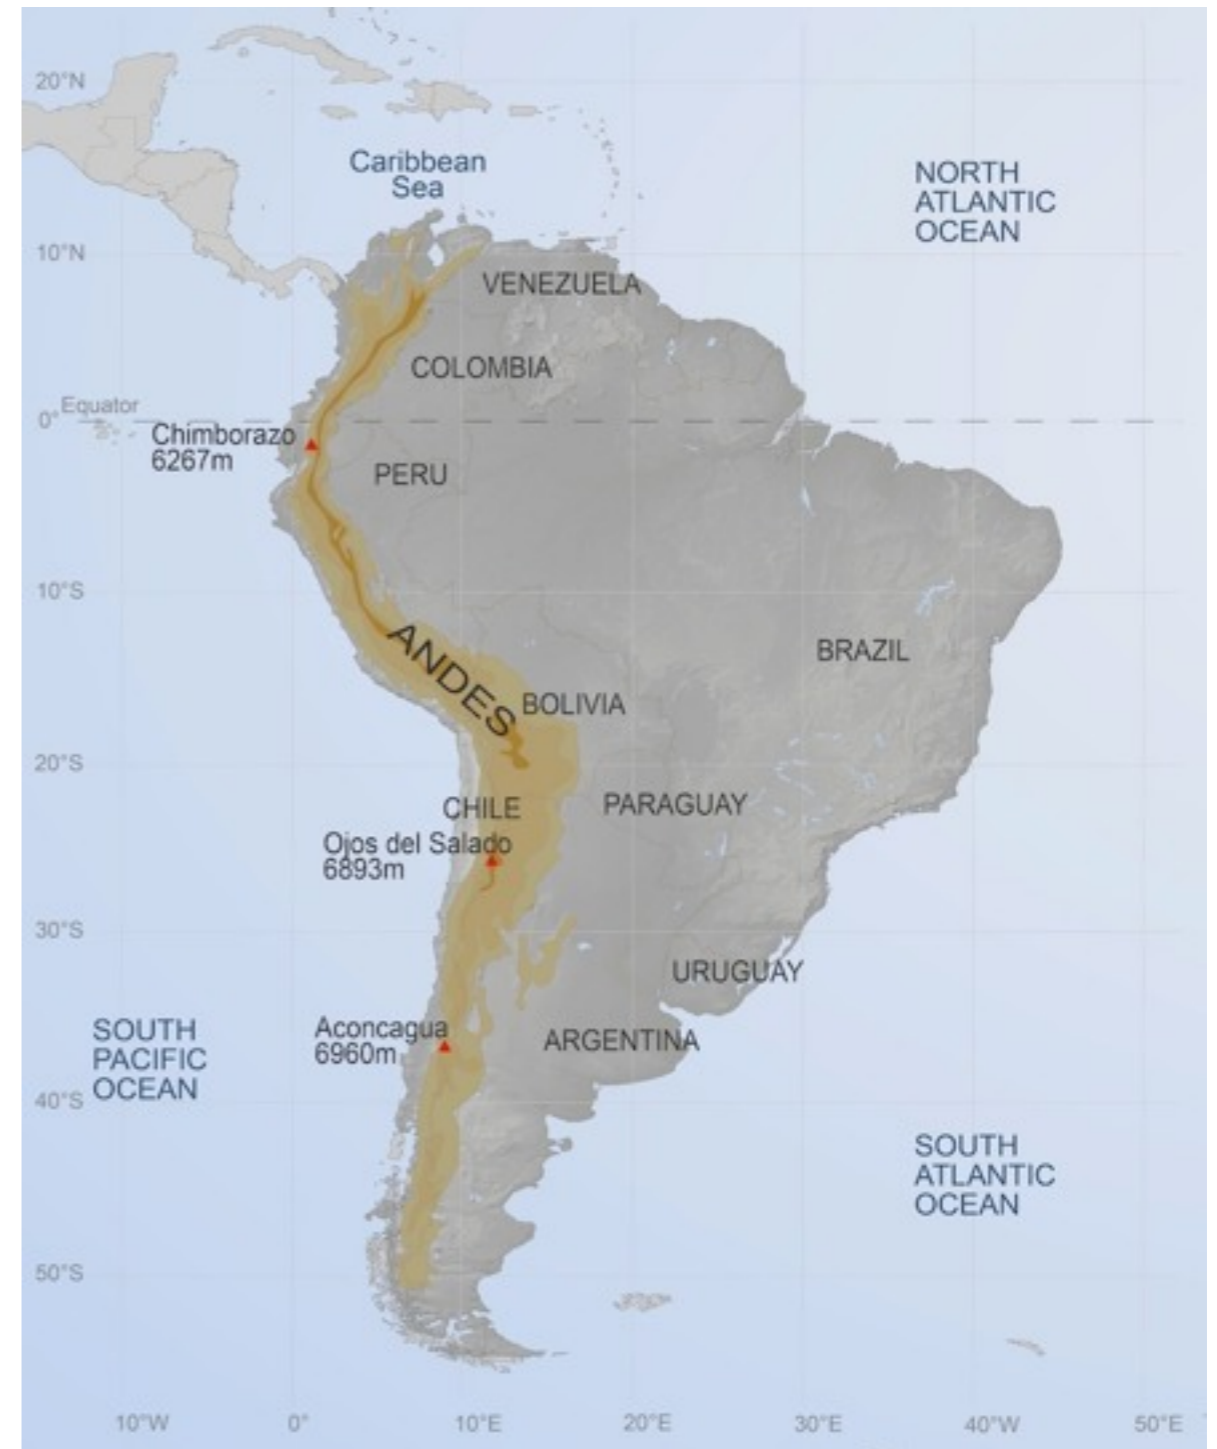 20°N
Caribbean
Sea
NORTH
ATLANTIC
OCEAN
10°N
VENEZUELA
COLOMBIA
Equator
0°
Chimborazo
6267m
PERU
10°S
ANDES
BRAZIL
BOLIVIA
20°S
CHILE
PARAGUAY
Ojos del Salado
6893m
30°S
URUGUAY
SOUTH
PACIFIC
OCEAN
Aconcagua
6960m
ARGENTINA
40°S
SOUTH
ATLANTIC
OCEAN
50°S
10°W
0°
10°E
20°E
30°E
40°W
50°E